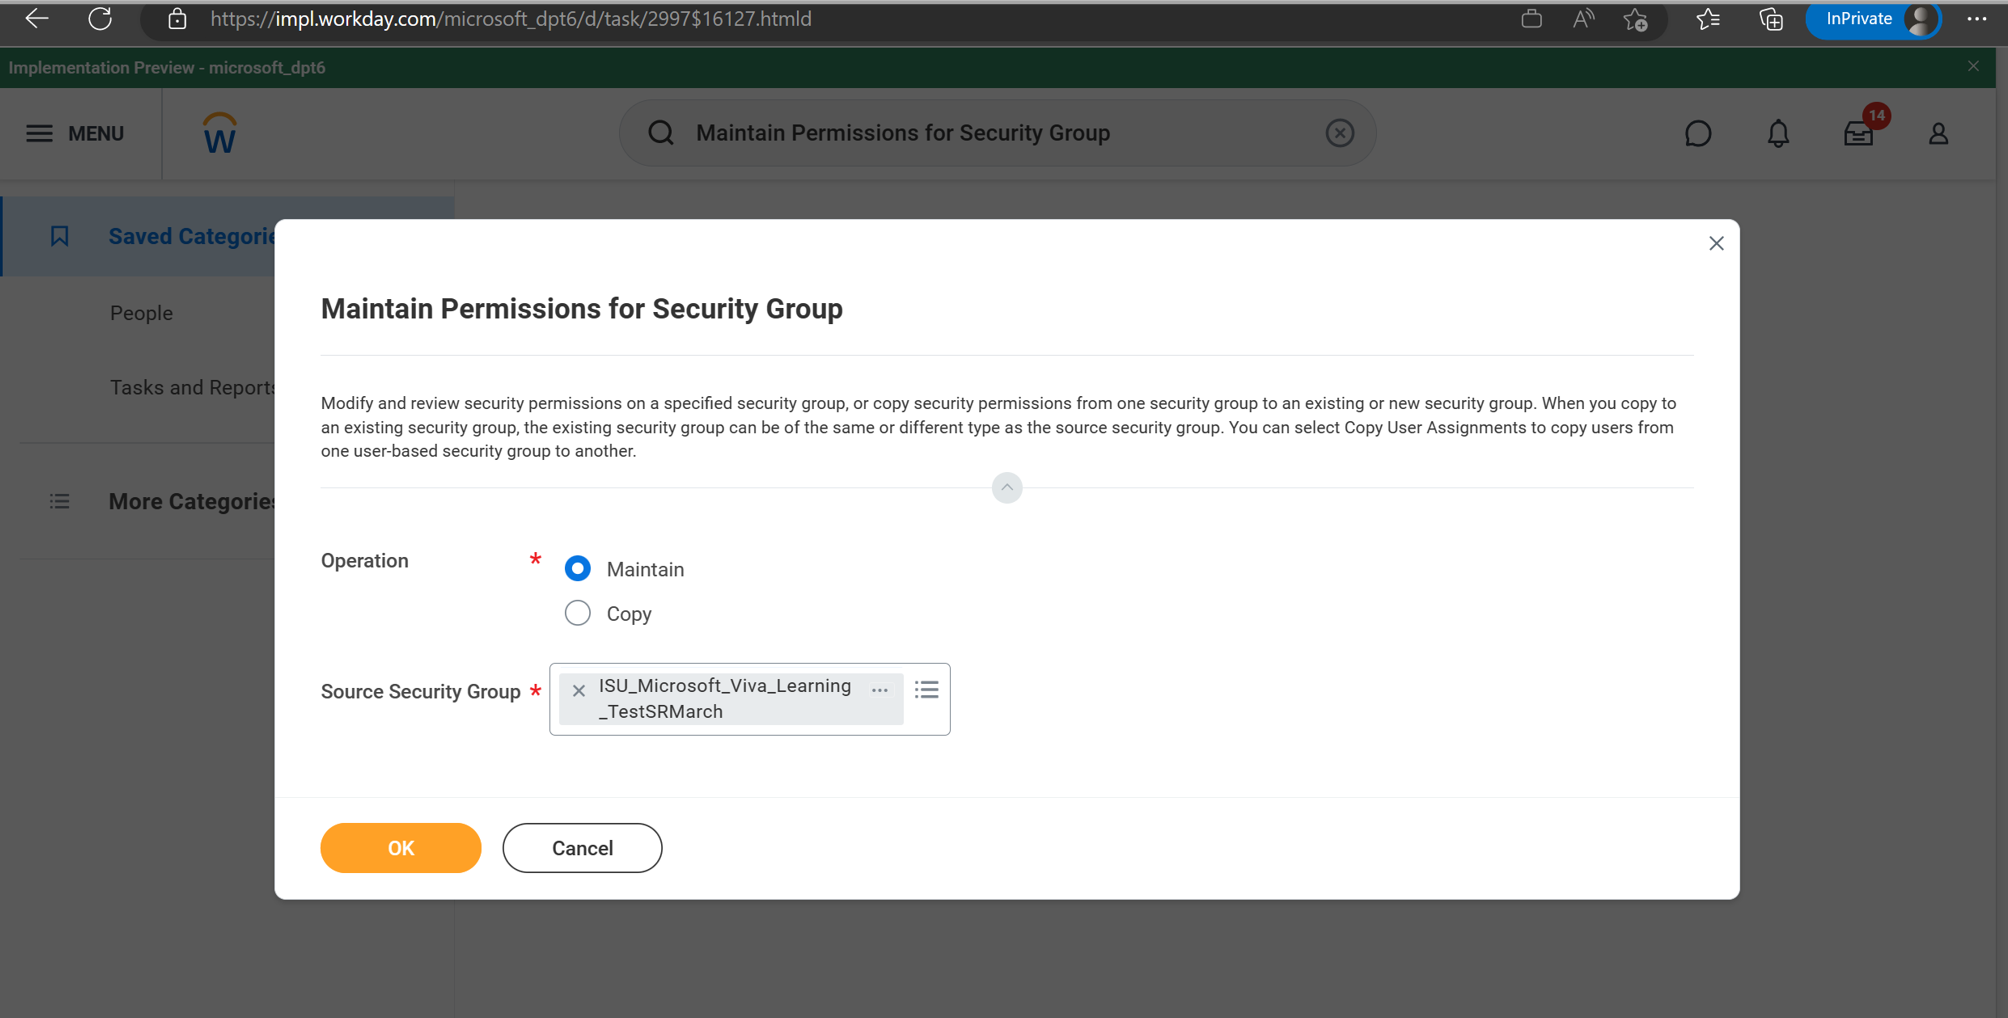 https://impl.workday.com/microsoft_dpt6/d/task/2997$16127.htmld
InPrivate
Implementation Preview - microsoft_dpt6
MENU
W
Maintain Permissions for Security Group
14
Saved Categorie
People
Tasks and Reports
More Categories
Maintain Permissions for Security Group
Modify and review security permissions on a specified security group, or copy security permissions from one security group to an existing or new security group. When you copy to
an existing security group, the existing security group can be of the same or different type as the source security group. You can select Copy User Assignments to copy users from
one user-based security group to another.
Operation *
Maintain
Copy
Source Security Group *
ISU_Microsoft_Viva_Learning
_TestSRMarch
OK
Cancel